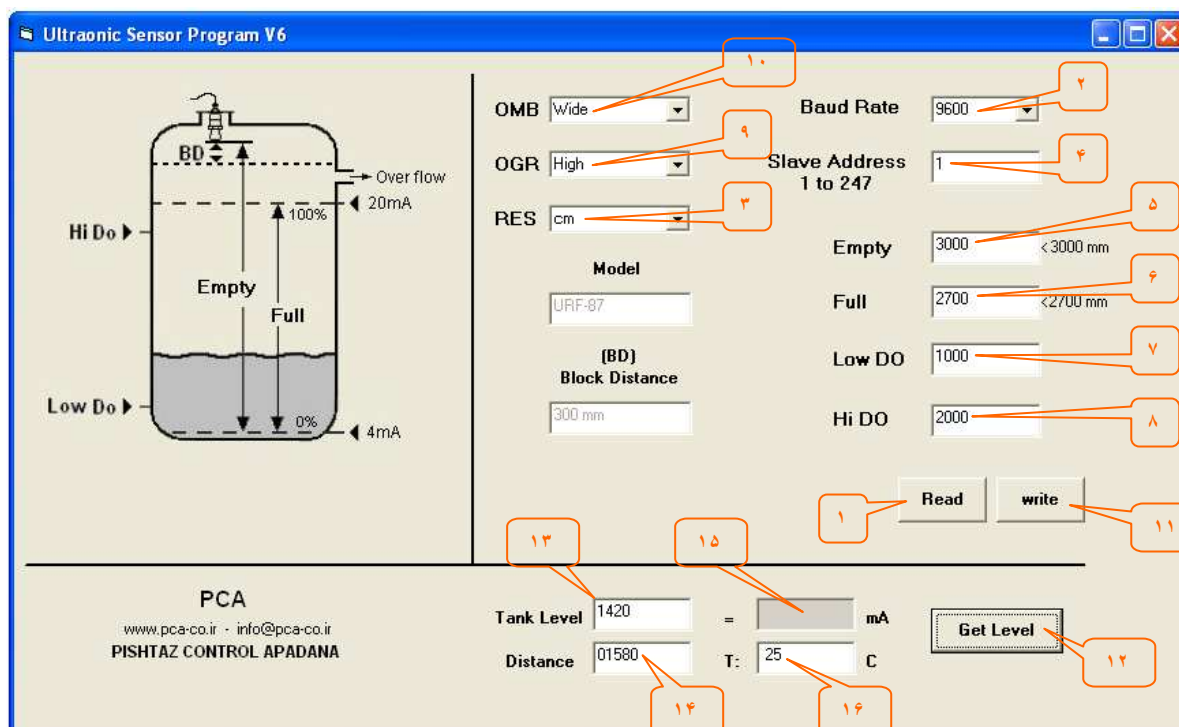 Ultraonic Sensor Program V6
BD
Over flow
20mA
100%
Hi Do
Empty
Full
Low Do
0%
4mA
OMB Wide ۱۰
OGR High ۹
RES cm ۳
Model
URF-87
(BD)
Block Distance
300 mm
Baud Rate 9600 ۲
Slave Address 1 ۴
1 to 247
Empty 3000 <3000 mm ۵
Full 2700 <2700 mm ۶
Low DO 1000 ۷
Hi DO 2000 ۸
۱ Read write ۱۱
PCA
www.pca-co.ir - info@pca-co.ir
PISHTAZ CONTROL APADANA
۱۳ ۱۵
Tank Level 1420 = mA
Distance 01580 T: 25 C
Get Level ۱۲
۱۴ ۱۶